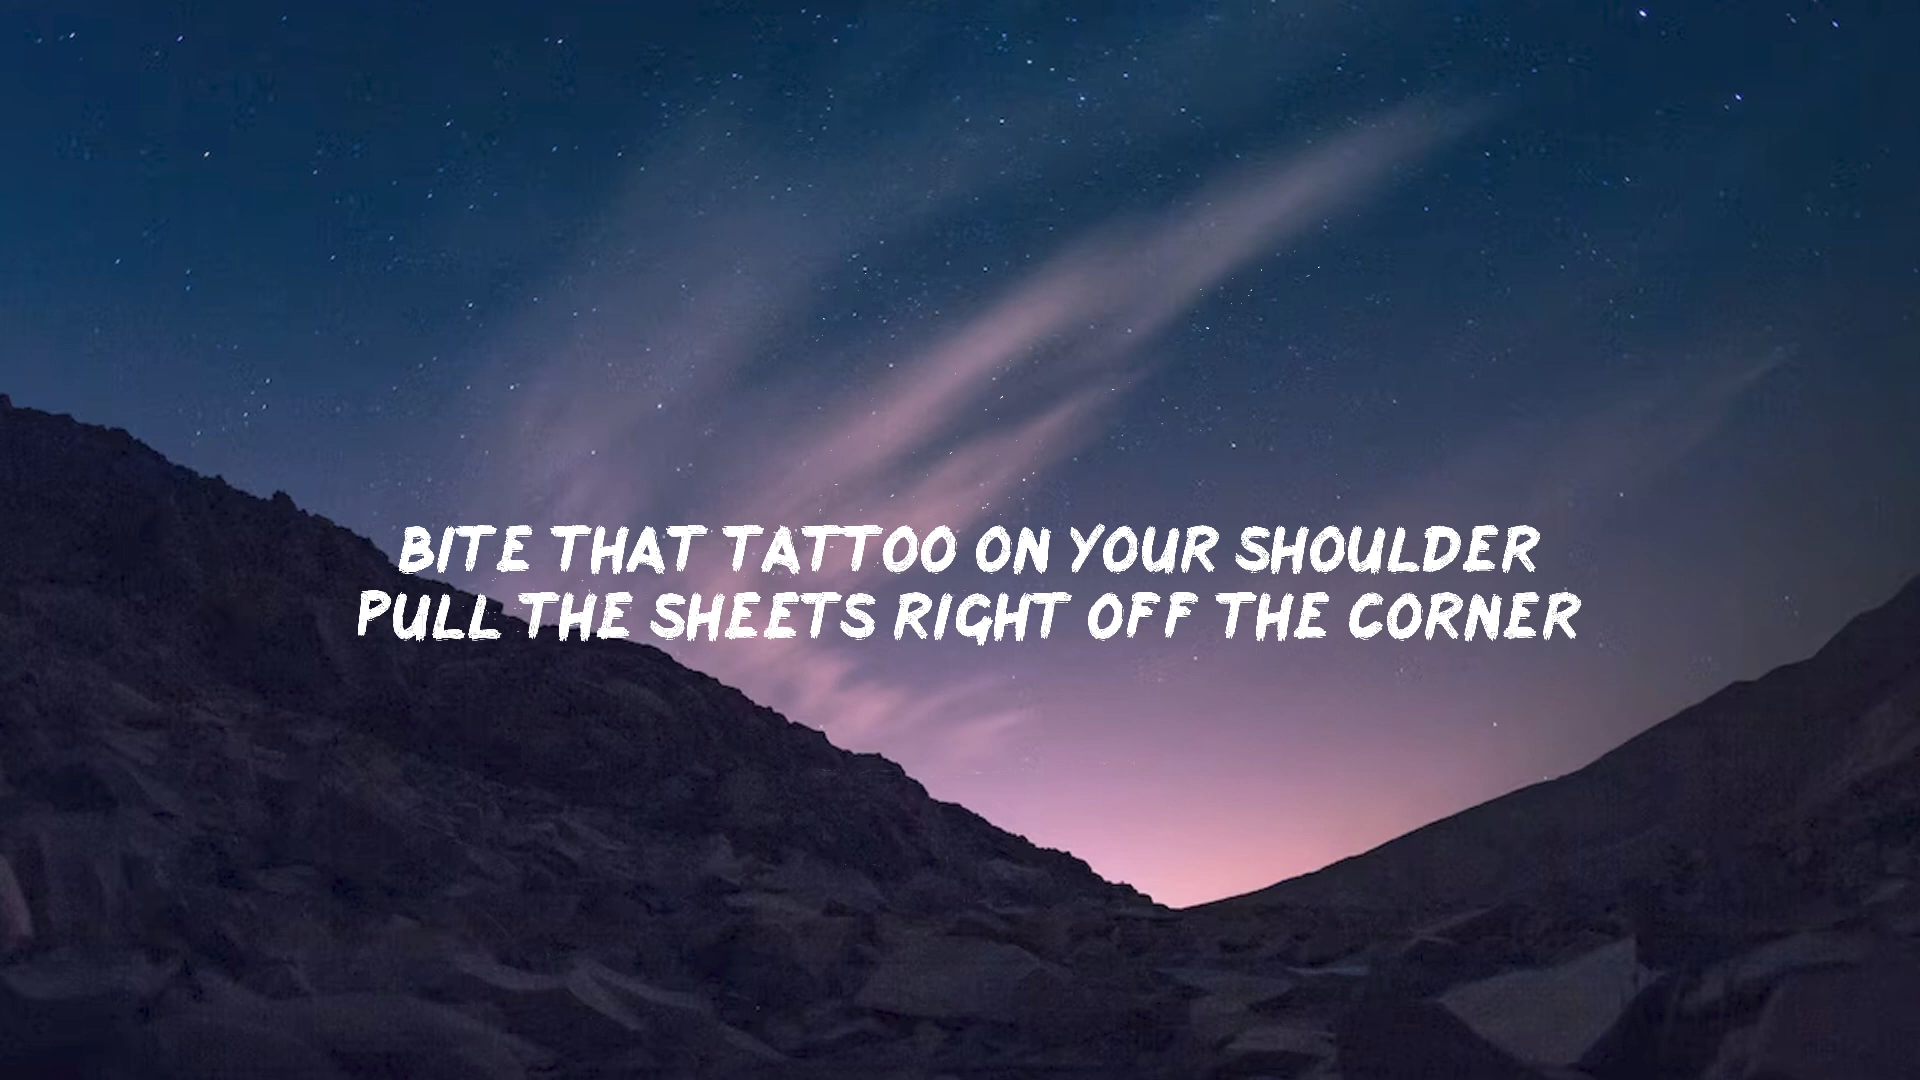 BITE THAT TATTOO ON YOUR SHOULDER
PULL THE SHEETS RIGHT OFF THE CORNER